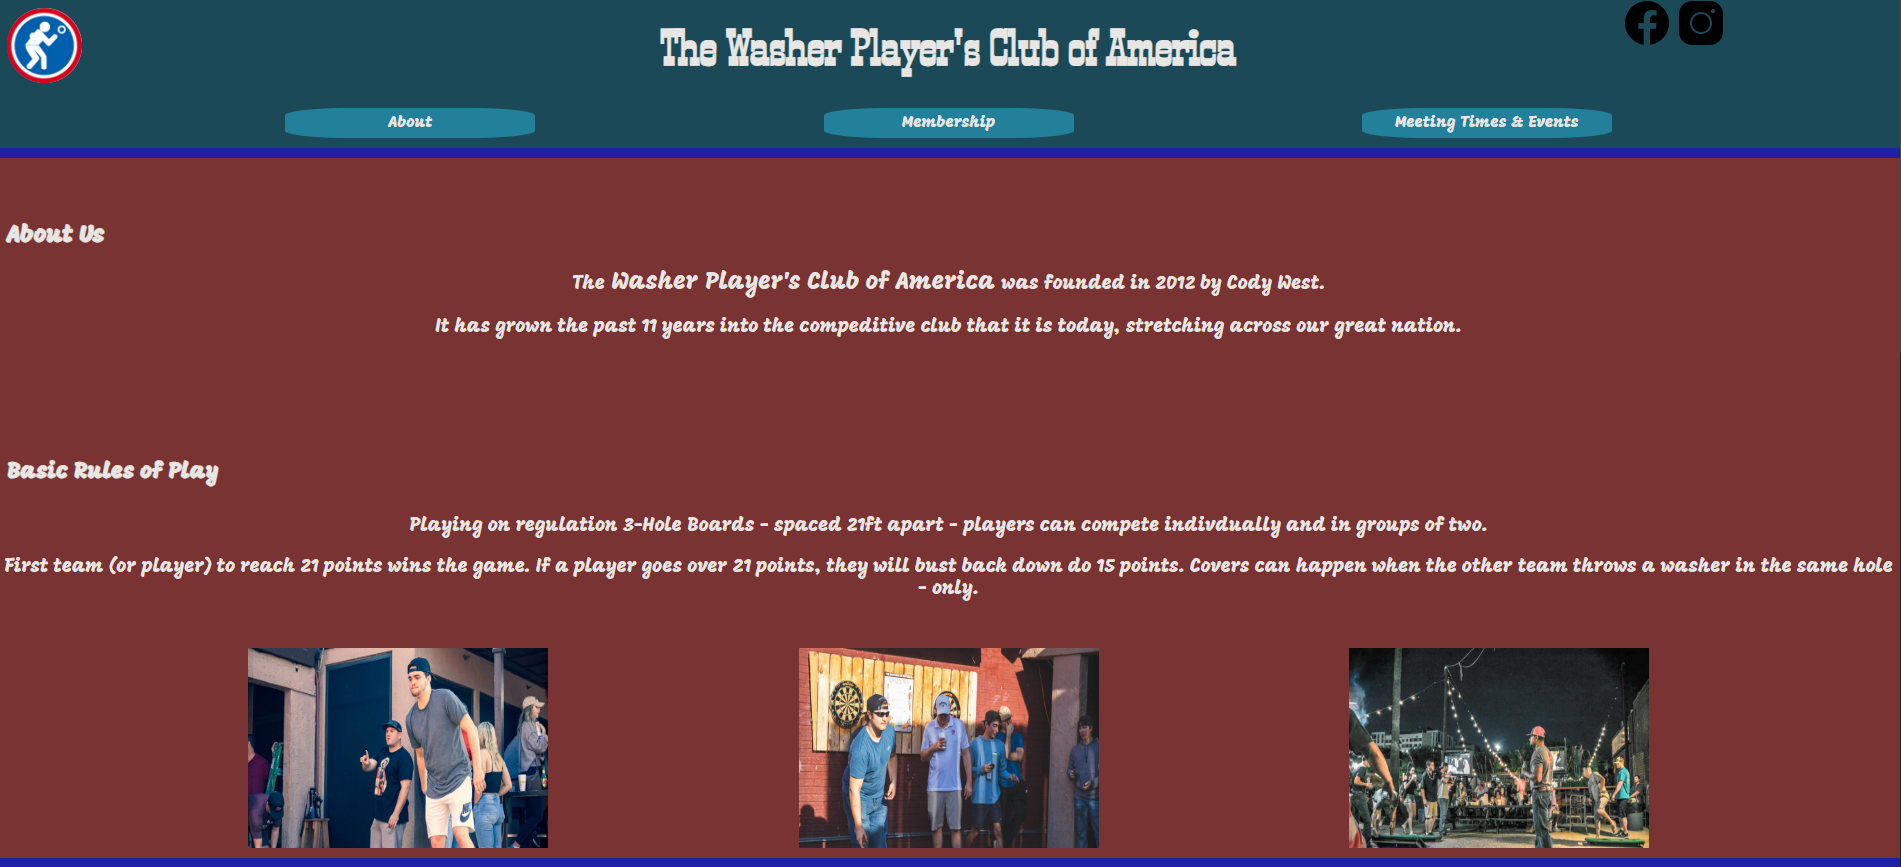 The Washer Player's Club of America
About
Membership
Meeting Times & Events
About Us
The Washer Player's Club of America was founded in 2012 by Cody West.
It has grown the past 11 years into the compeditive club that it is today, stretching across our great nation.
Basic Rules of Play
Playing on regulation 3-Hole Boards - spaced 21ft apart - players can compete indivdually and in groups of two.
First team (or player) to reach 21 points wins the game. If a player goes over 21 points, they will bust back down do 15 points. Covers can happen when the other team throws a washer in the same hole
- only.